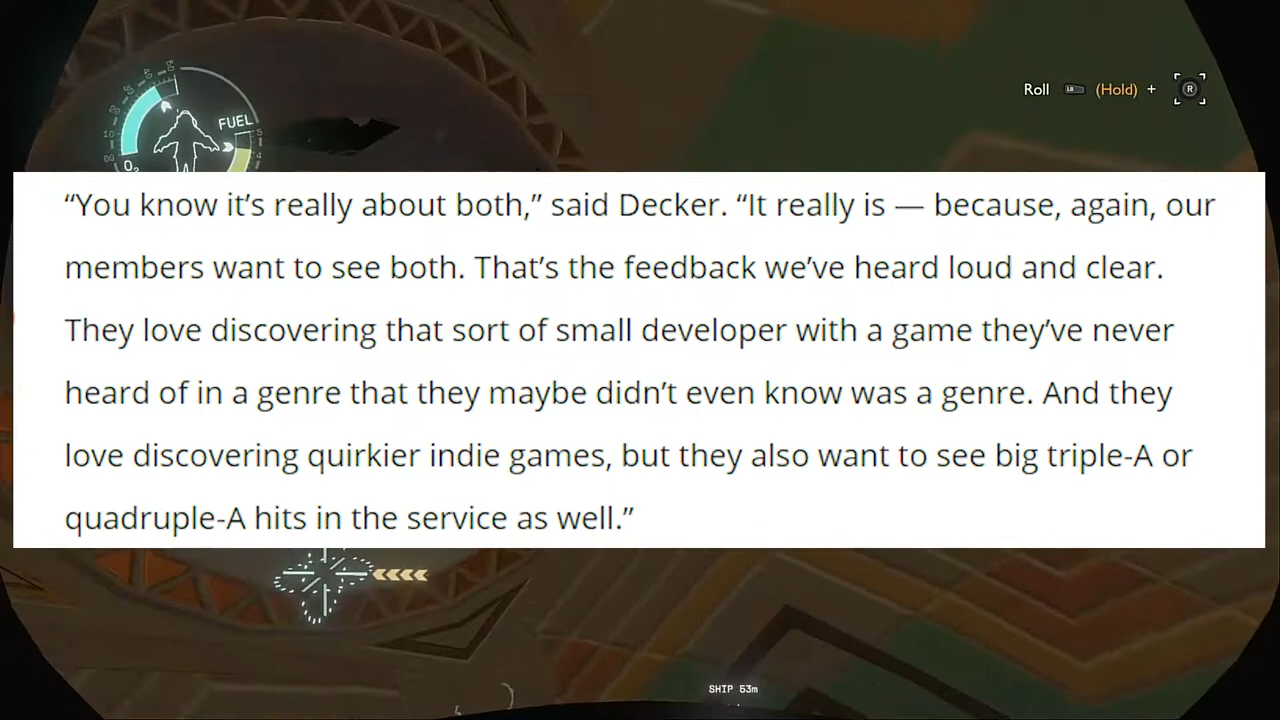 Roll LB (Hold) + R
FUEL
O₂
“You know it’s really about both,” said Decker. “It really is — because, again, our
members want to see both. That’s the feedback we’ve heard loud and clear.
They love discovering that sort of small developer with a game they’ve never
heard of in a genre that they maybe didn’t even know was a genre. And they
love discovering quirkier indie games, but they also want to see big triple-A or
quadruple-A hits in the service as well.”
SHIP 53m